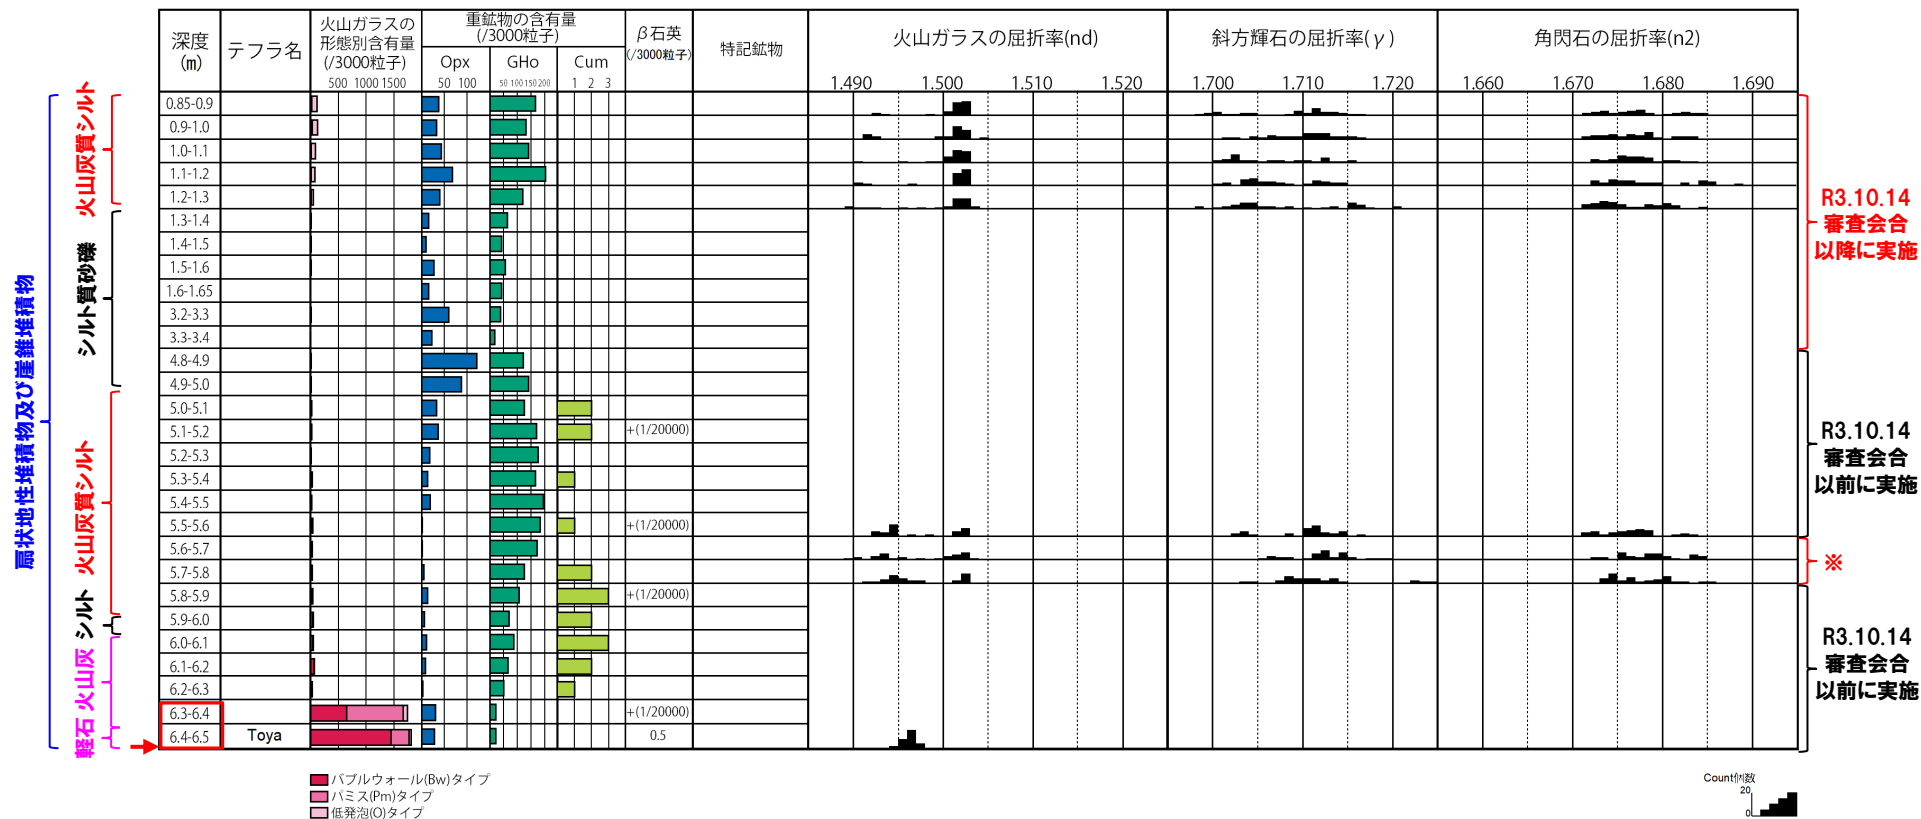 深度
(m)
テフラ名
火山ガラスの
形態別含有量
(/3000粒子)
500 1000 1500
重鉱物の含有量
(/3000粒子)
Opx
50 100
GHo
50 100 150 200
Cum
1 2 3
β石英
(/3000粒子)
特記鉱物
火山ガラスの屈折率(nd)
1.490 1.500 1.510 1.520
斜方輝石の屈折率(γ)
1.700 1.710 1.720
角閃石の屈折率(n2)
1.660 1.670 1.680 1.690
0.85-0.9
0.9-1.0
1.0-1.1
1.1-1.2
1.2-1.3
1.3-1.4
1.4-1.5
1.5-1.6
1.6-1.65
3.2-3.3
3.3-3.4
4.8-4.9
4.9-5.0
5.0-5.1
5.1-5.2 +(1/20000)
5.2-5.3
5.3-5.4
5.4-5.5
5.5-5.6 +(1/20000)
5.6-5.7
5.7-5.8
5.8-5.9 +(1/20000)
5.9-6.0
6.0-6.1
6.1-6.2
6.2-6.3
6.3-6.4 +(1/20000)
6.4-6.5 Toya 0.5
扇状地性堆積物及び崖錐堆積物
火山灰質シルト
シルト質砂礫
火山灰質シルト
シルト
火山灰
軽石
R3.10.14
審査会合
以降に実施
R3.10.14
審査会合
以前に実施
※
R3.10.14
審査会合
以前に実施
バブルウォール(Bw)タイプ
パミス(Pm)タイプ
低発泡(O)タイプ
Count個数
20
0